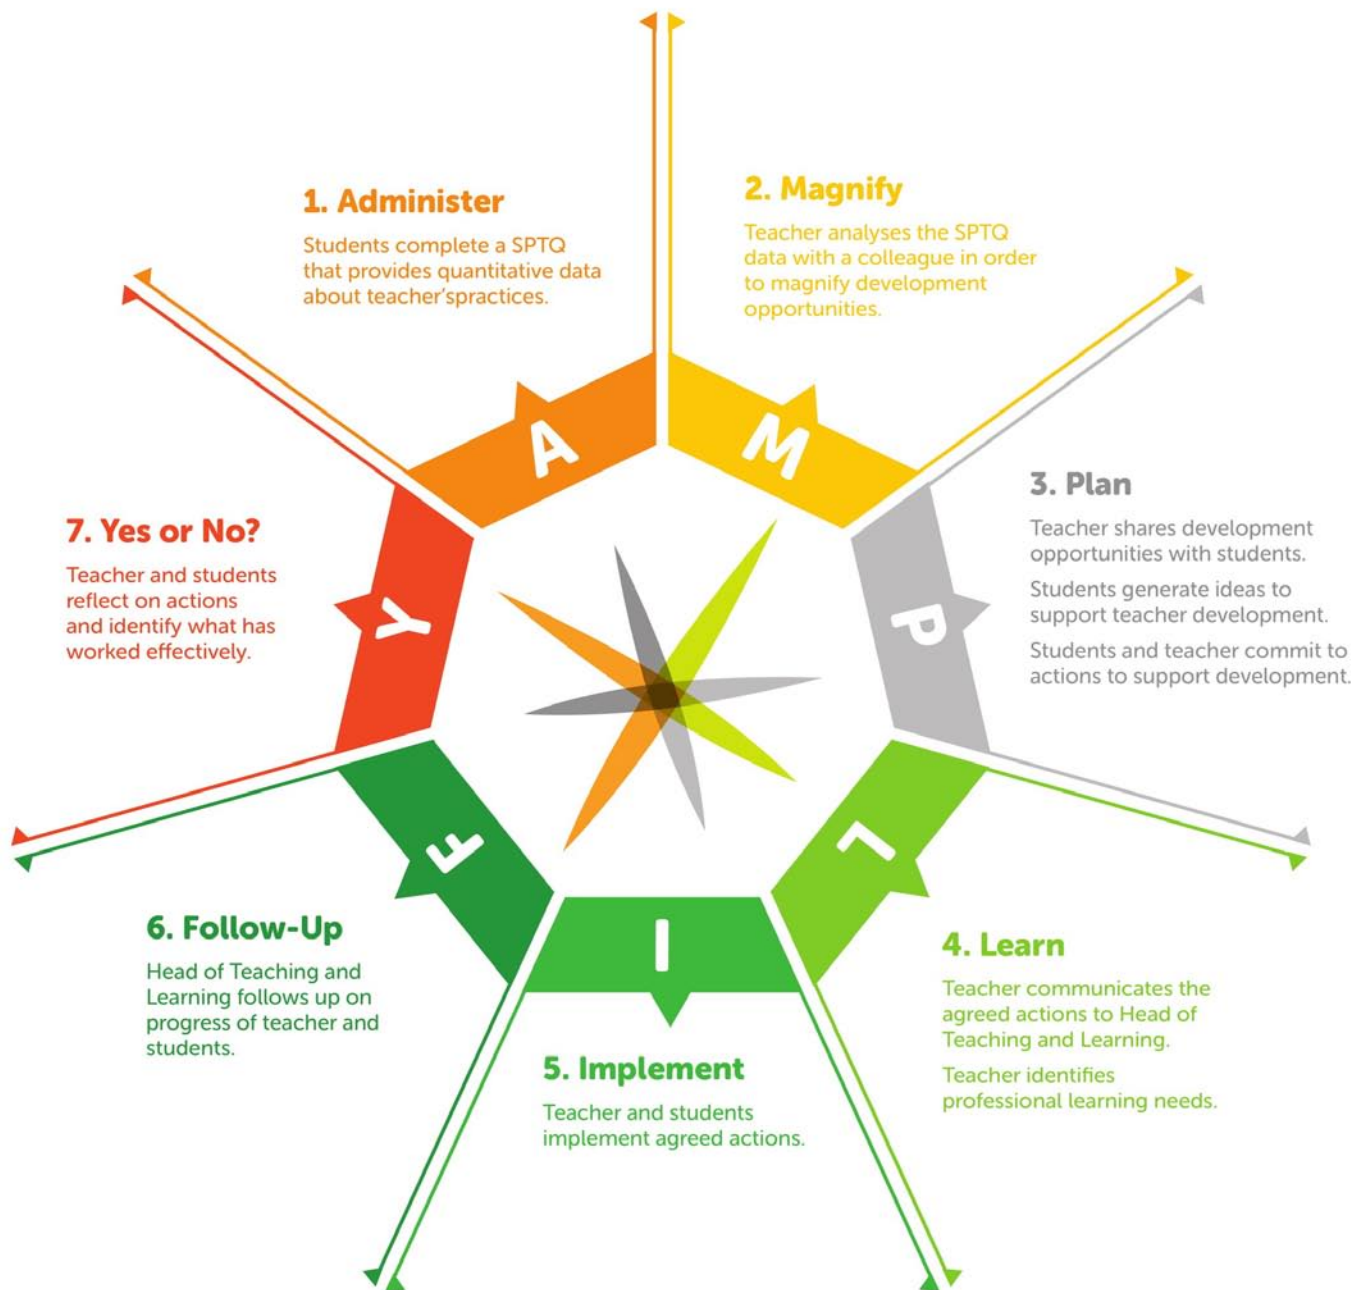 1. Administer
Students complete a SPTQ
that provides quantitative data
about teacher'spractices.
2. Magnify
Teacher analyses the SPTQ
data with a colleague in order
to magnify development
opportunities.
3. Plan
Teacher shares development
opportunities with students.
Students generate ideas to
support teacher development.
Students and teacher commit to
actions to support development.
4. Learn
Teacher communicates the
agreed actions to Head of
Teaching and Learning.
Teacher identifies
professional learning needs.
5. Implement
Teacher and students
implement agreed actions.
6. Follow-Up
Head of Teaching and
Learning follows up on
progress of teacher and
students.
7. Yes or No?
Teacher and students
reflect on actions
and identify what has
worked effectively.
A
M
P
L
I
F
Y